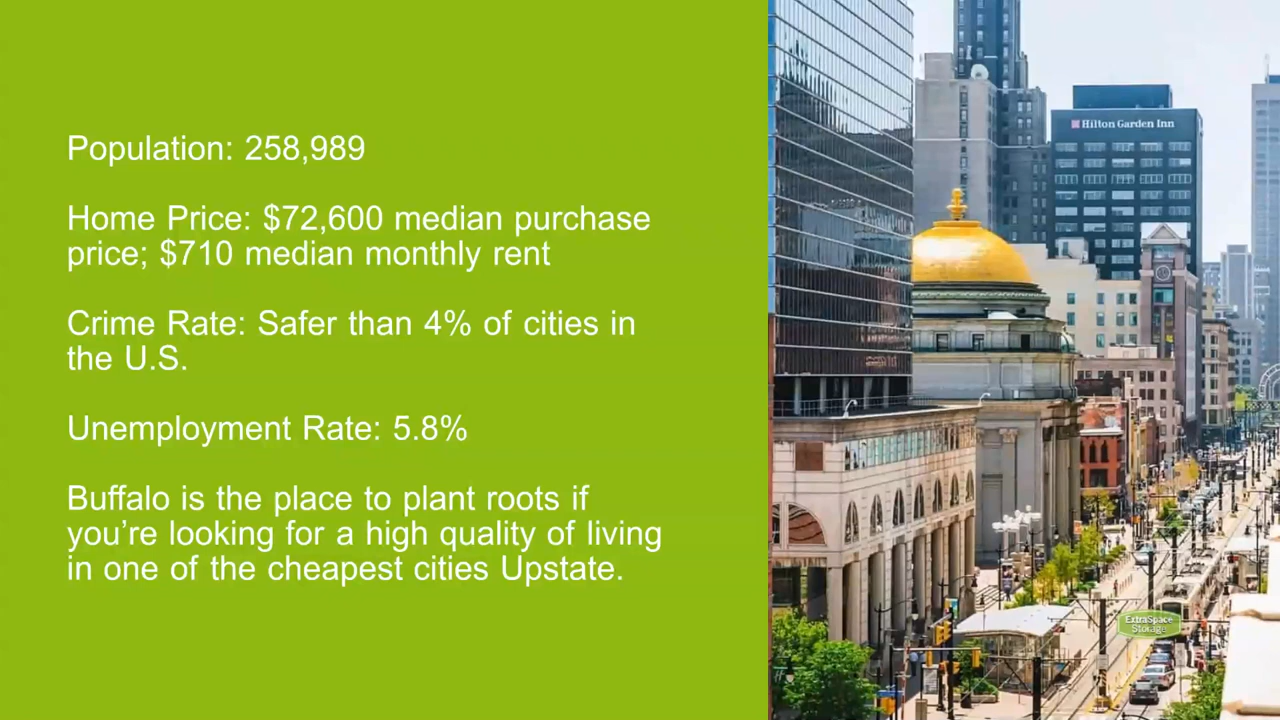 Population: 258,989
Home Price: $72,600 median purchase
price; $710 median monthly rent
Crime Rate: Safer than 4% of cities in
the U.S.
Unemployment Rate: 5.8%
Buffalo is the place to plant roots if
you’re looking for a high quality of living
in one of the cheapest cities Upstate.
Hilton Garden Inn
ExtraSpace
Storage